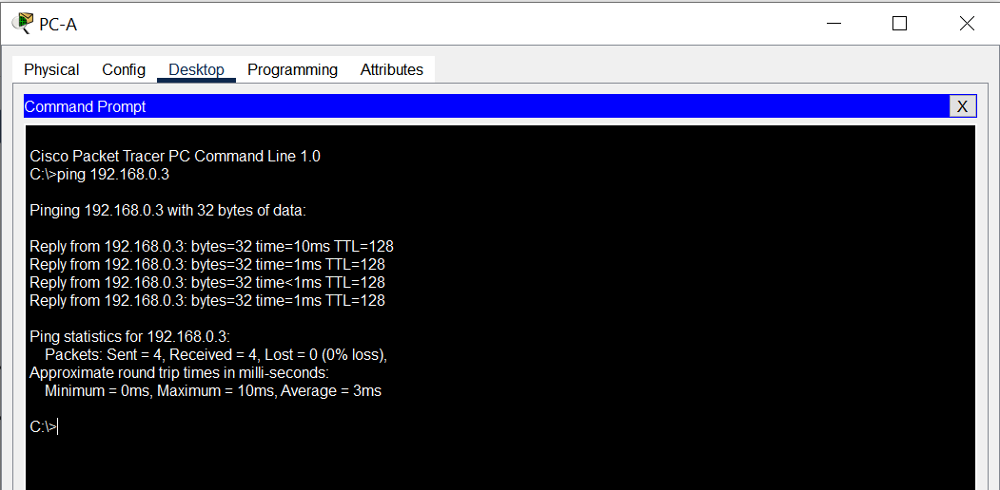 PC-A
Physical Config Desktop Programming Attributes
Command Prompt X
Cisco Packet Tracer PC Command Line 1.0
C:\>ping 192.168.0.3
Pinging 192.168.0.3 with 32 bytes of data:
Reply from 192.168.0.3: bytes=32 time=10ms TTL=128
Reply from 192.168.0.3: bytes=32 time=1ms TTL=128
Reply from 192.168.0.3: bytes=32 time<1ms TTL=128
Reply from 192.168.0.3: bytes=32 time=1ms TTL=128
Ping statistics for 192.168.0.3:
Packets: Sent = 4, Received = 4, Lost = 0 (0% loss),
Approximate round trip times in milli-seconds:
Minimum = 0ms, Maximum = 10ms, Average = 3ms
C:\>